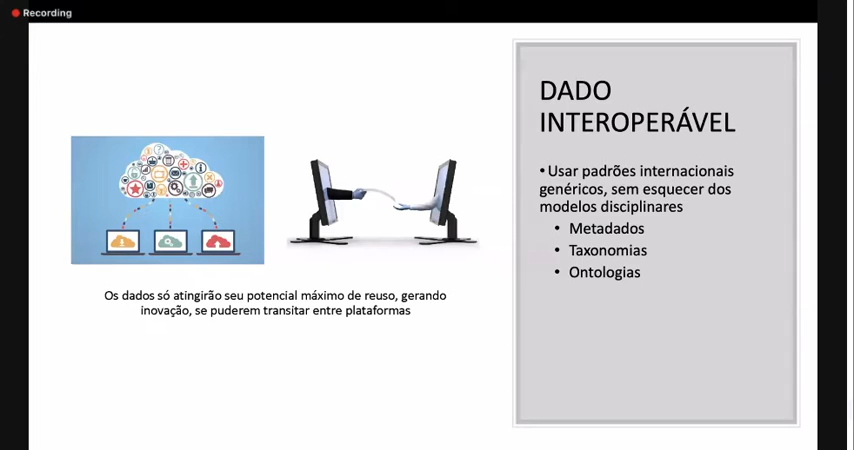 Recording
DADO
INTEROPERÁVEL
• Usar padrões internacionais
genéricos, sem esquecer dos
modelos disciplinares
• Metadados
• Taxonomias
• Ontologias
Os dados só atingirão seu potencial máximo de reuso, gerando
inovação, se puderem transitar entre plataformas